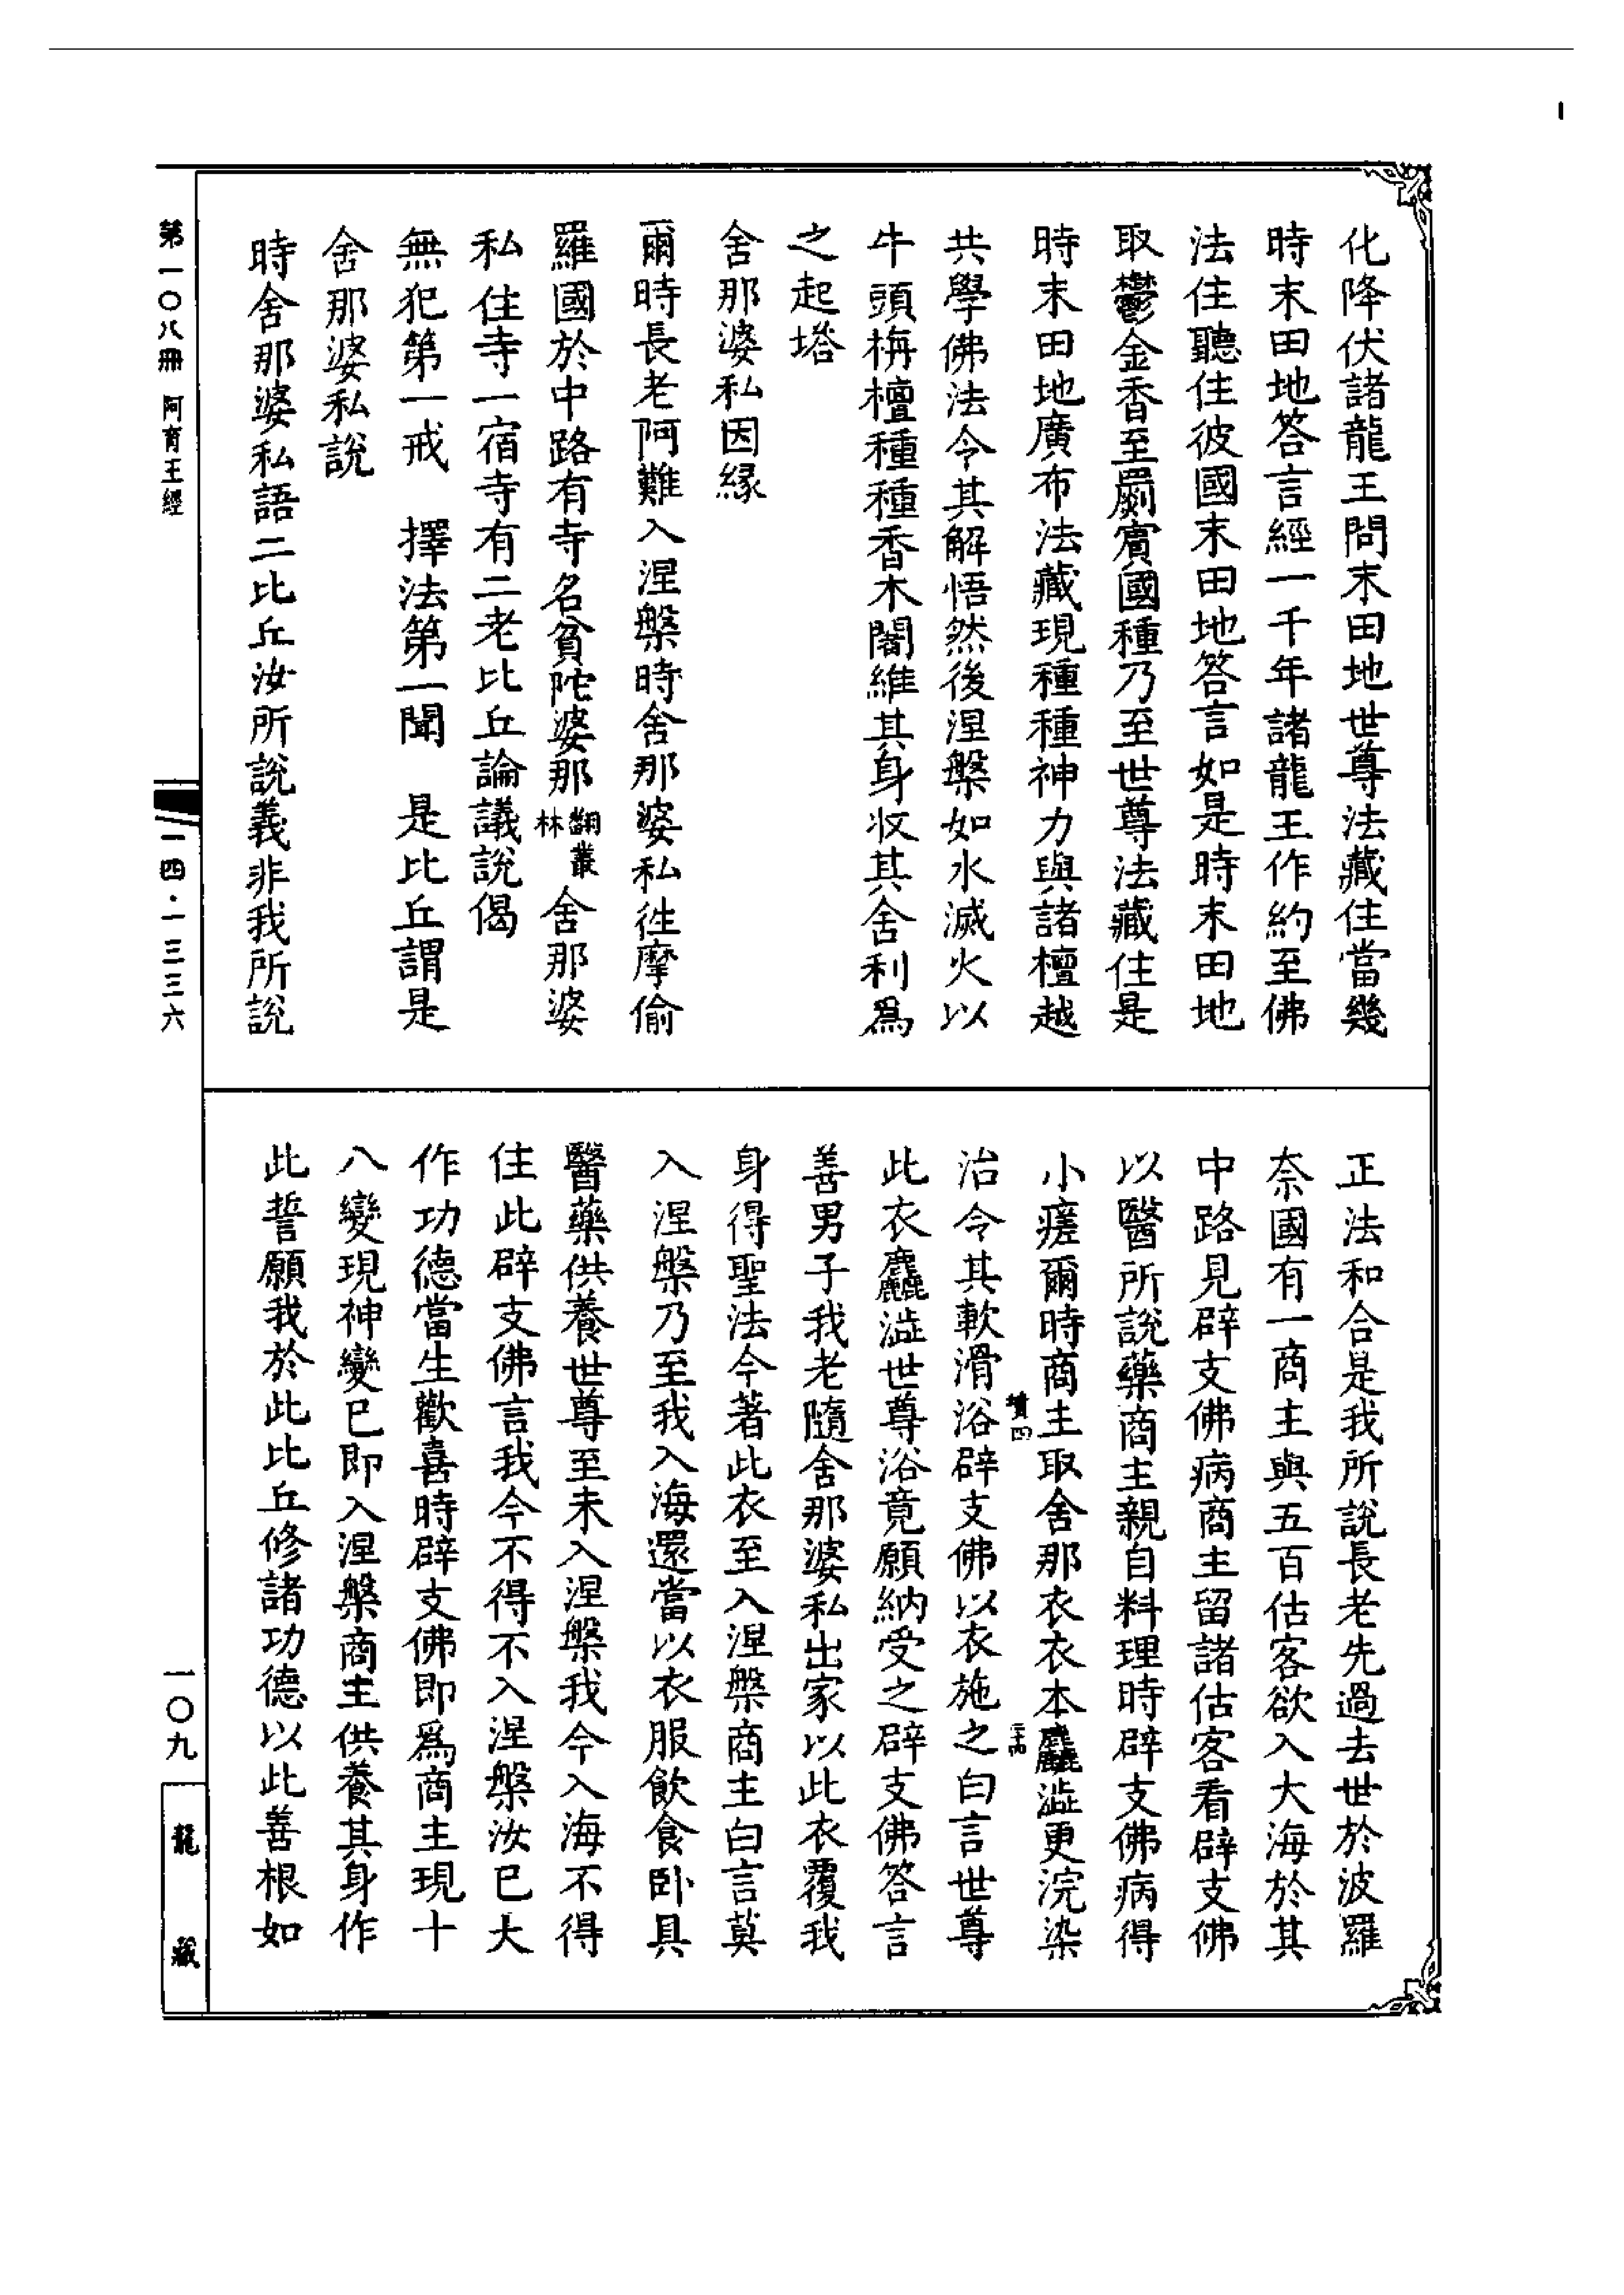 化降伏諸龍王問末田地世尊法藏住當幾
時末田地答言經一千年諸龍王作約至佛
法住聽住彼國末田地答言如是時末田地
取鬱金香至罽賓國種乃至世尊法藏住是
時末田地廣布法藏現種種神力與諸檀越
共學佛法令其解悟然後涅槃如水滅火以
牛頭栴檀種種香木闍維其身收其舍利爲
之起塔
舍那婆私因緣
爾時長老阿難入涅槃時舍那婆私往摩偷
羅國於中路有寺名貧陀婆那翻叢林舍那婆
私住寺一宿寺有二老比丘論議說偈
無犯第一戒　擇法第一聞　是比丘謂是
舍那婆私說
時舍那婆私語二比丘汝所說義非我所說
第一〇八冊　阿育王經
一四·一三三六
正法和合是我所說長老先過去世於波羅
奈國有一商主與五百估客欲入大海於其
中路見辟支佛病商主留諸估客看辟支佛
以醫所說藥商主親自料理時辟支佛病得
小瘥爾時商主取舍那衣衣本麤澁更浣染
績四
治令其軟滑浴辟支佛以衣施之白言世尊
此衣麤澁世尊浴竟願納受之辟支佛答言
善男子我老隨舍那婆私出家以此衣覆我
身得聖法今著此衣至入涅槃商主白言莫
入涅槃乃至我入海還當以衣服飲食臥具
醫藥供養世尊至未入涅槃我今入海不得
住此辟支佛言我今不得不入涅槃汝已大
作功德當生歡喜時辟支佛即爲商主現十
八變現神變已即入涅槃商主供養其身作
此誓願我於此比丘修諸功德以此善根如
一〇九
龍藏